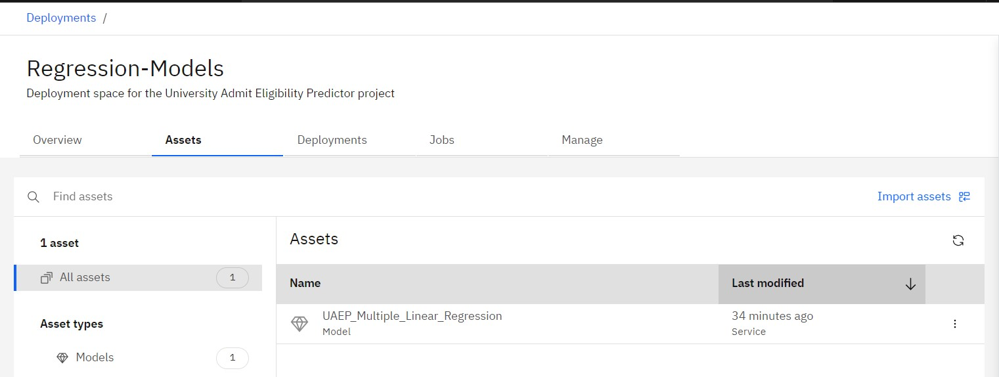 Deployments /
Regression-Models
Deployment space for the University Admit Eligibility Predictor project
Overview Assets Deployments Jobs Manage
Find assets Import assets
1 asset
All assets 1
Asset types
Models 1
Assets
Name Last modified
UAEP_Multiple_Linear_Regression 34 minutes ago
Model Service